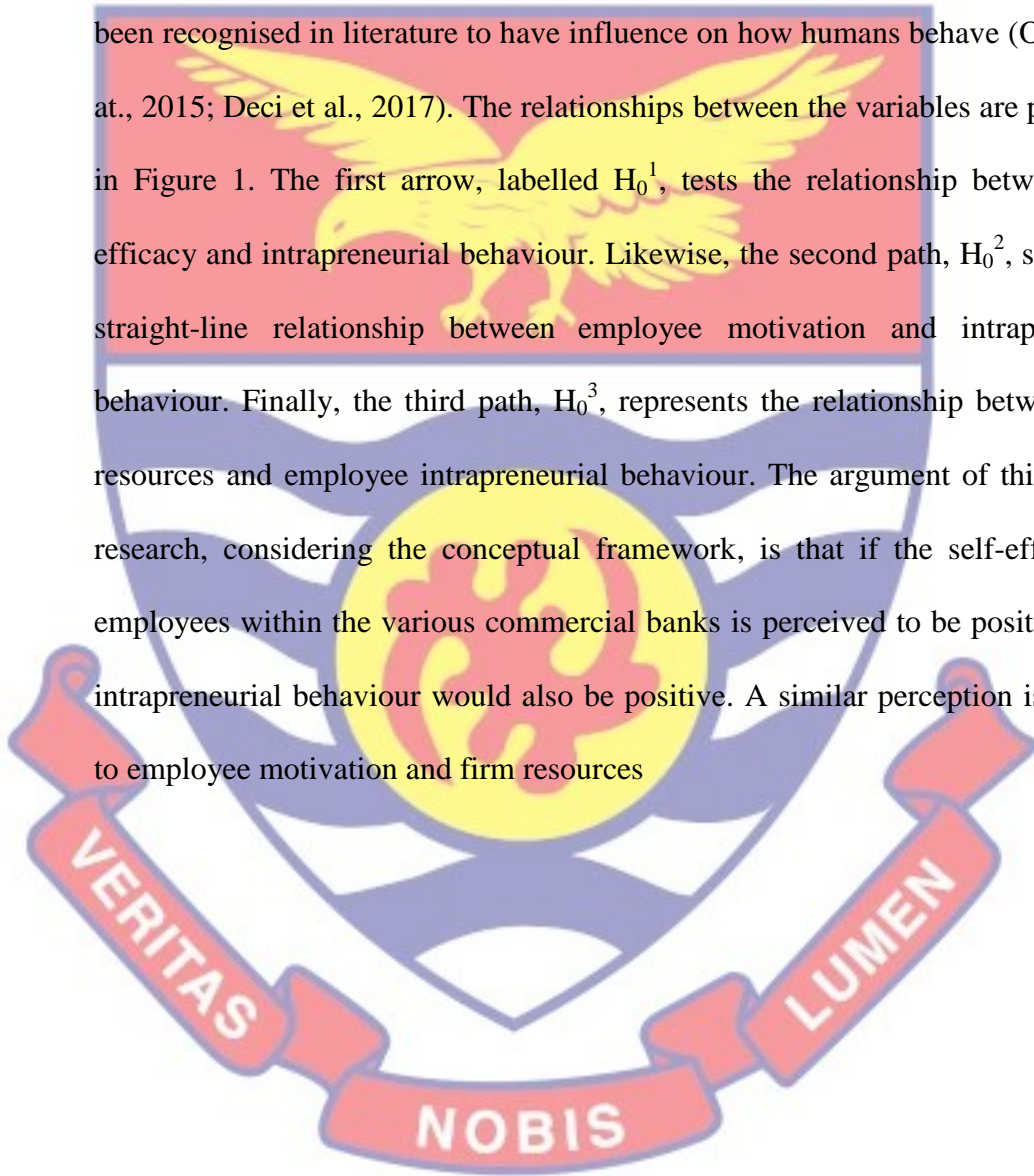 been recognised in literature to have influence on how humans behave (O
at., 2015; Deci et al., 2017). The relationships between the variables are p
in Figure 1. The first arrow, labelled H₀¹, tests the relationship betw
efficacy and intrapreneurial behaviour. Likewise, the second path, H₀², s
straight-line relationship between employee motivation and intrap
behaviour. Finally, the third path, H₀³, represents the relationship betw
resources and employee intrapreneurial behaviour. The argument of thi
research, considering the conceptual framework, is that if the self-eff
employees within the various commercial banks is perceived to be posit
intrapreneurial behaviour would also be positive. A similar perception is
to employee motivation and firm resources
VERITAS
NOBIS
LUMEN